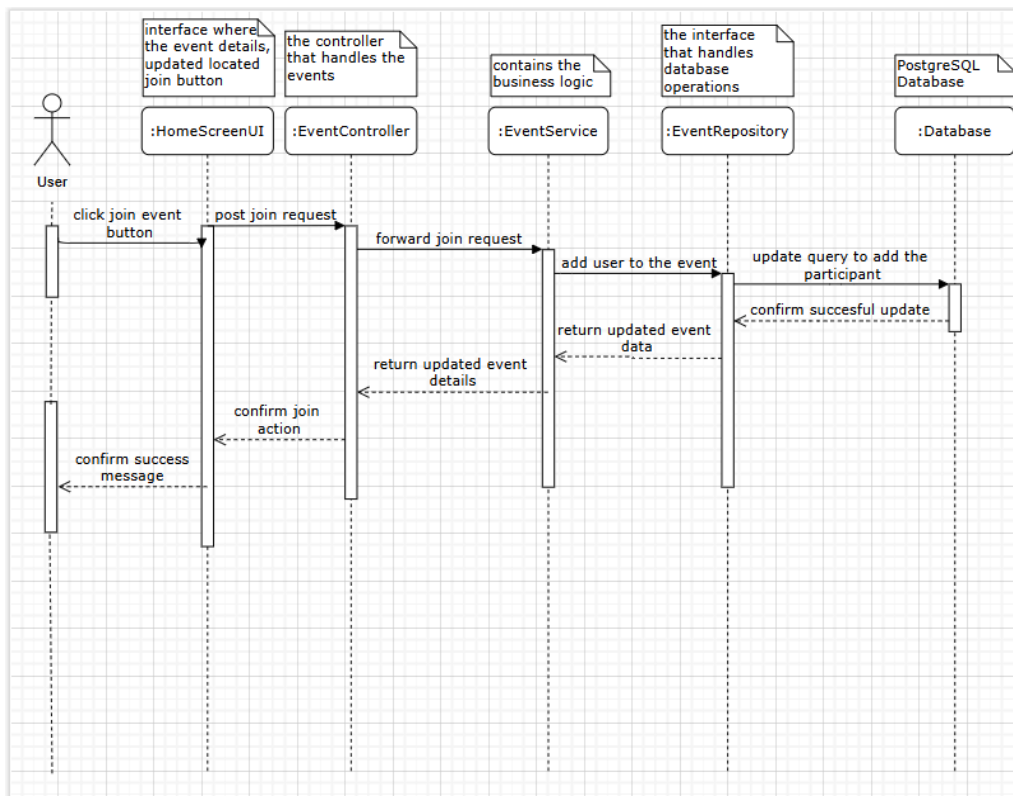 interface where
the event details,
updated located
join button
the controller
that handles the
events
contains the
business logic
the interface
that handles
database
operations
PostgreSQL
Database
:HomeScreenUI
:EventController
:EventService
:EventRepository
:Database
User
click join event
button
post join request
forward join request
add user to the event
update query to add the
participant
confirm succesful update
return updated event
data
return updated event
details
confirm join
action
confirm success
message